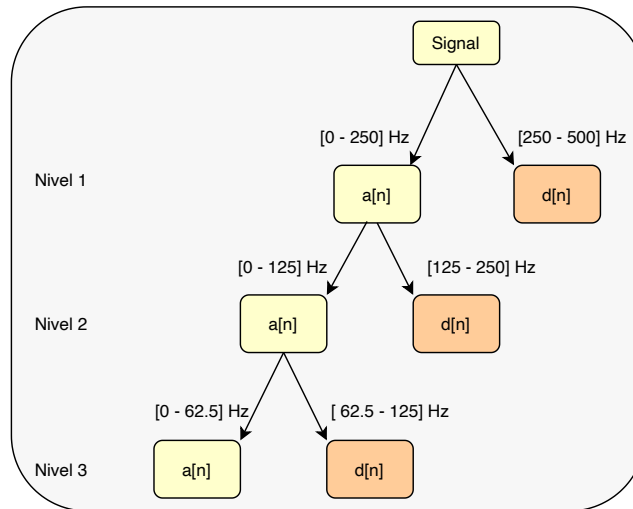 Signal
[0 - 250] Hz
[250 - 500] Hz
Nivel 1
a[n]
d[n]
[0 - 125] Hz
[125 - 250] Hz
Nivel 2
a[n]
d[n]
[0 - 62.5] Hz
[ 62.5 - 125] Hz
Nivel 3
a[n]
d[n]